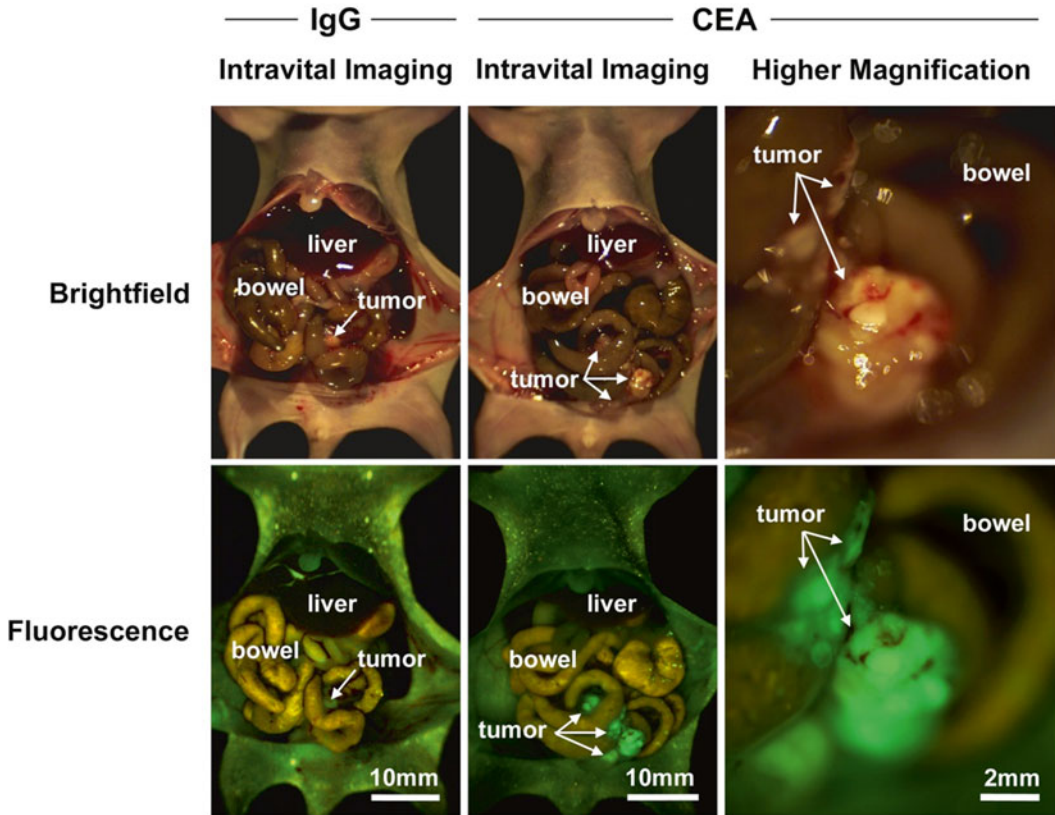 IgG
CEA
Intravital Imaging
Intravital Imaging
Higher Magnification
Brightfield
liver
bowel
tumor
liver
bowel
tumor
tumor
bowel
Fluorescence
liver
bowel
tumor
10mm
liver
bowel
tumor
10mm
tumor
bowel
2mm